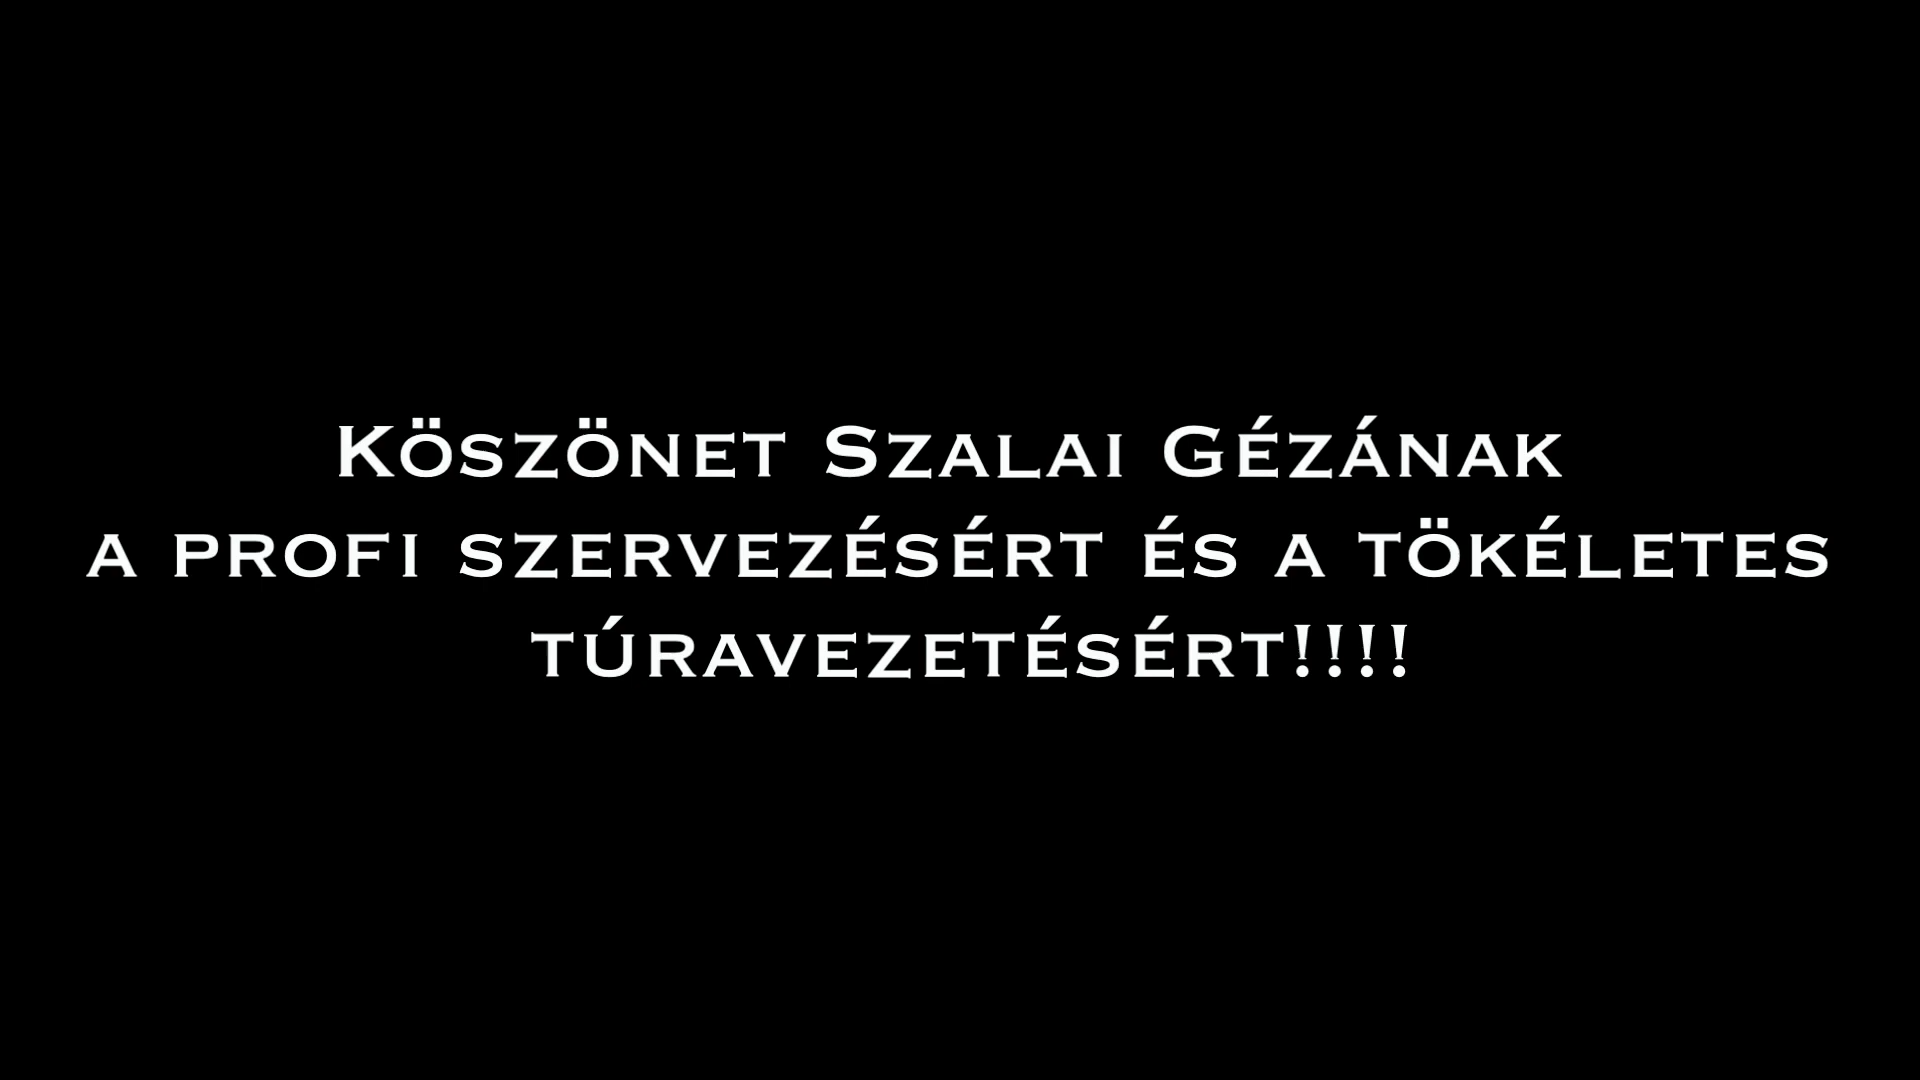 Köszönet Szalai Gézának
a profi szervezésért és a tökéletes
túravezetésért!!!!